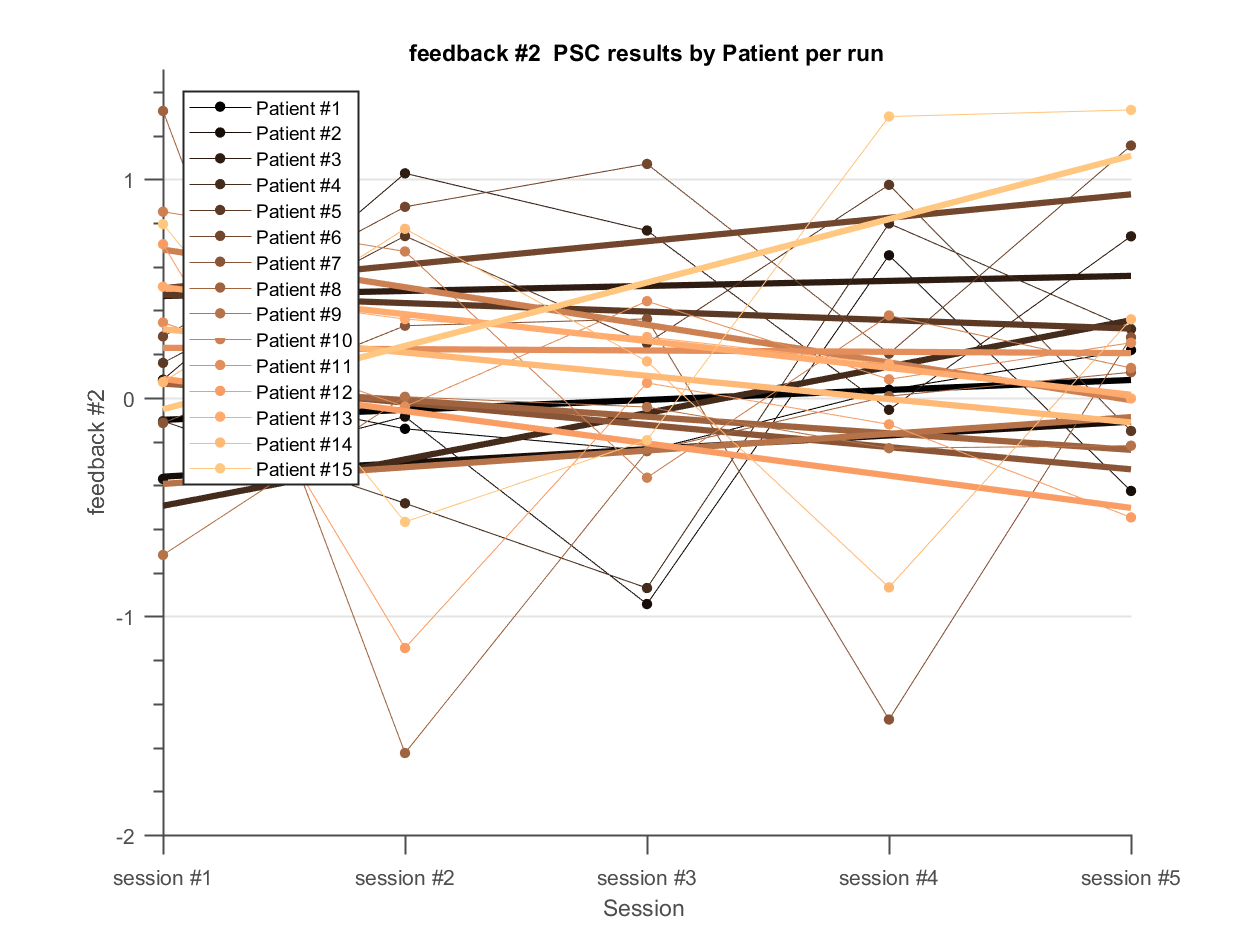 feedback #2  PSC results by Patient per run
Patient #1
Patient #2
Patient #3
Patient #4
Patient #5
Patient #6
Patient #7
Patient #8
Patient #9
Patient #10
Patient #11
Patient #12
Patient #13
Patient #14
Patient #15
feedback #2
1
0
-1
-2
session #1
session #2
session #3
session #4
session #5
Session